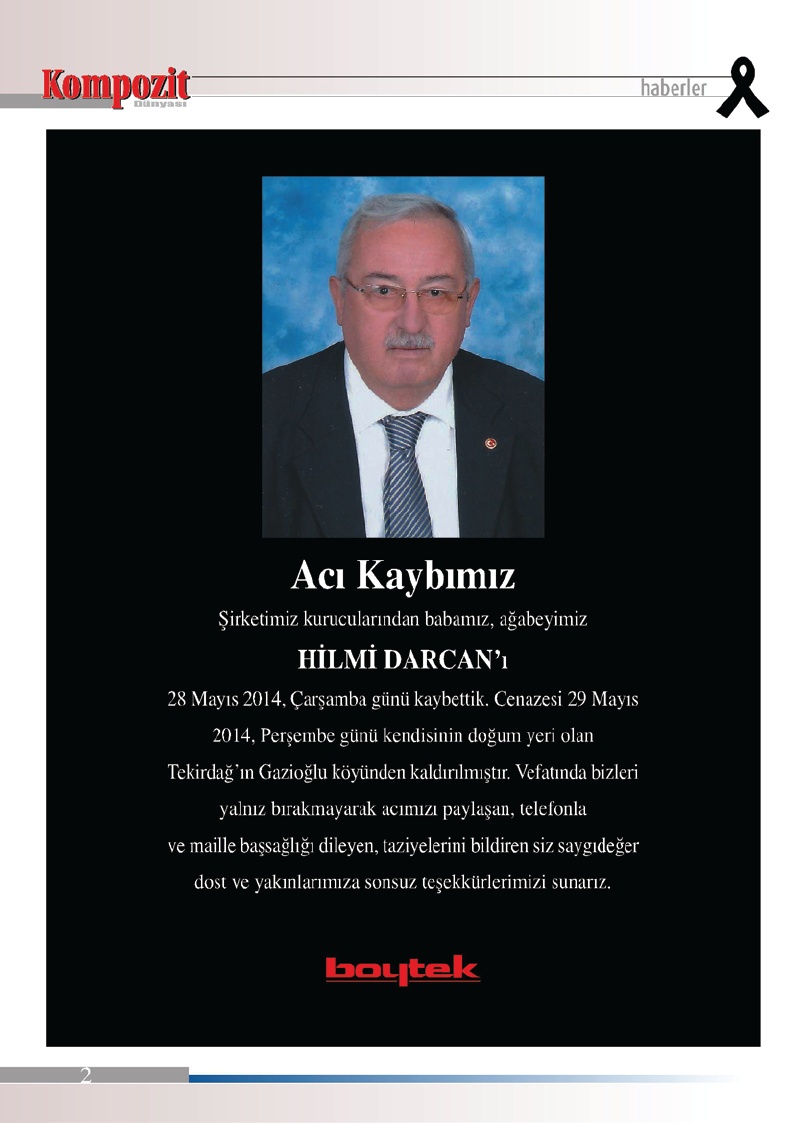 Kompozit
Dünyası
haberler
Acı Kaybımız
Şirketimiz kurucularından babamız, ağabeyimiz
HİLMİ DARCAN’ı
28 Mayıs 2014, Çarşamba günü kaybettik. Cenazesi 29 Mayıs
2014, Perşembe günü kendisinin doğum yeri olan
Tekirdağ’ın Gazioğlu köyünden kaldırılmıştır. Vefatında bizleri
yalnız bırakmayarak acımızı paylaşan, telefonla
ve maille başsağlığı dileyen, taziyelerini bildiren siz saygıdeğer
dost ve yakınlarımıza sonsuz teşekkürlerimizi sunarız.
boytek
2